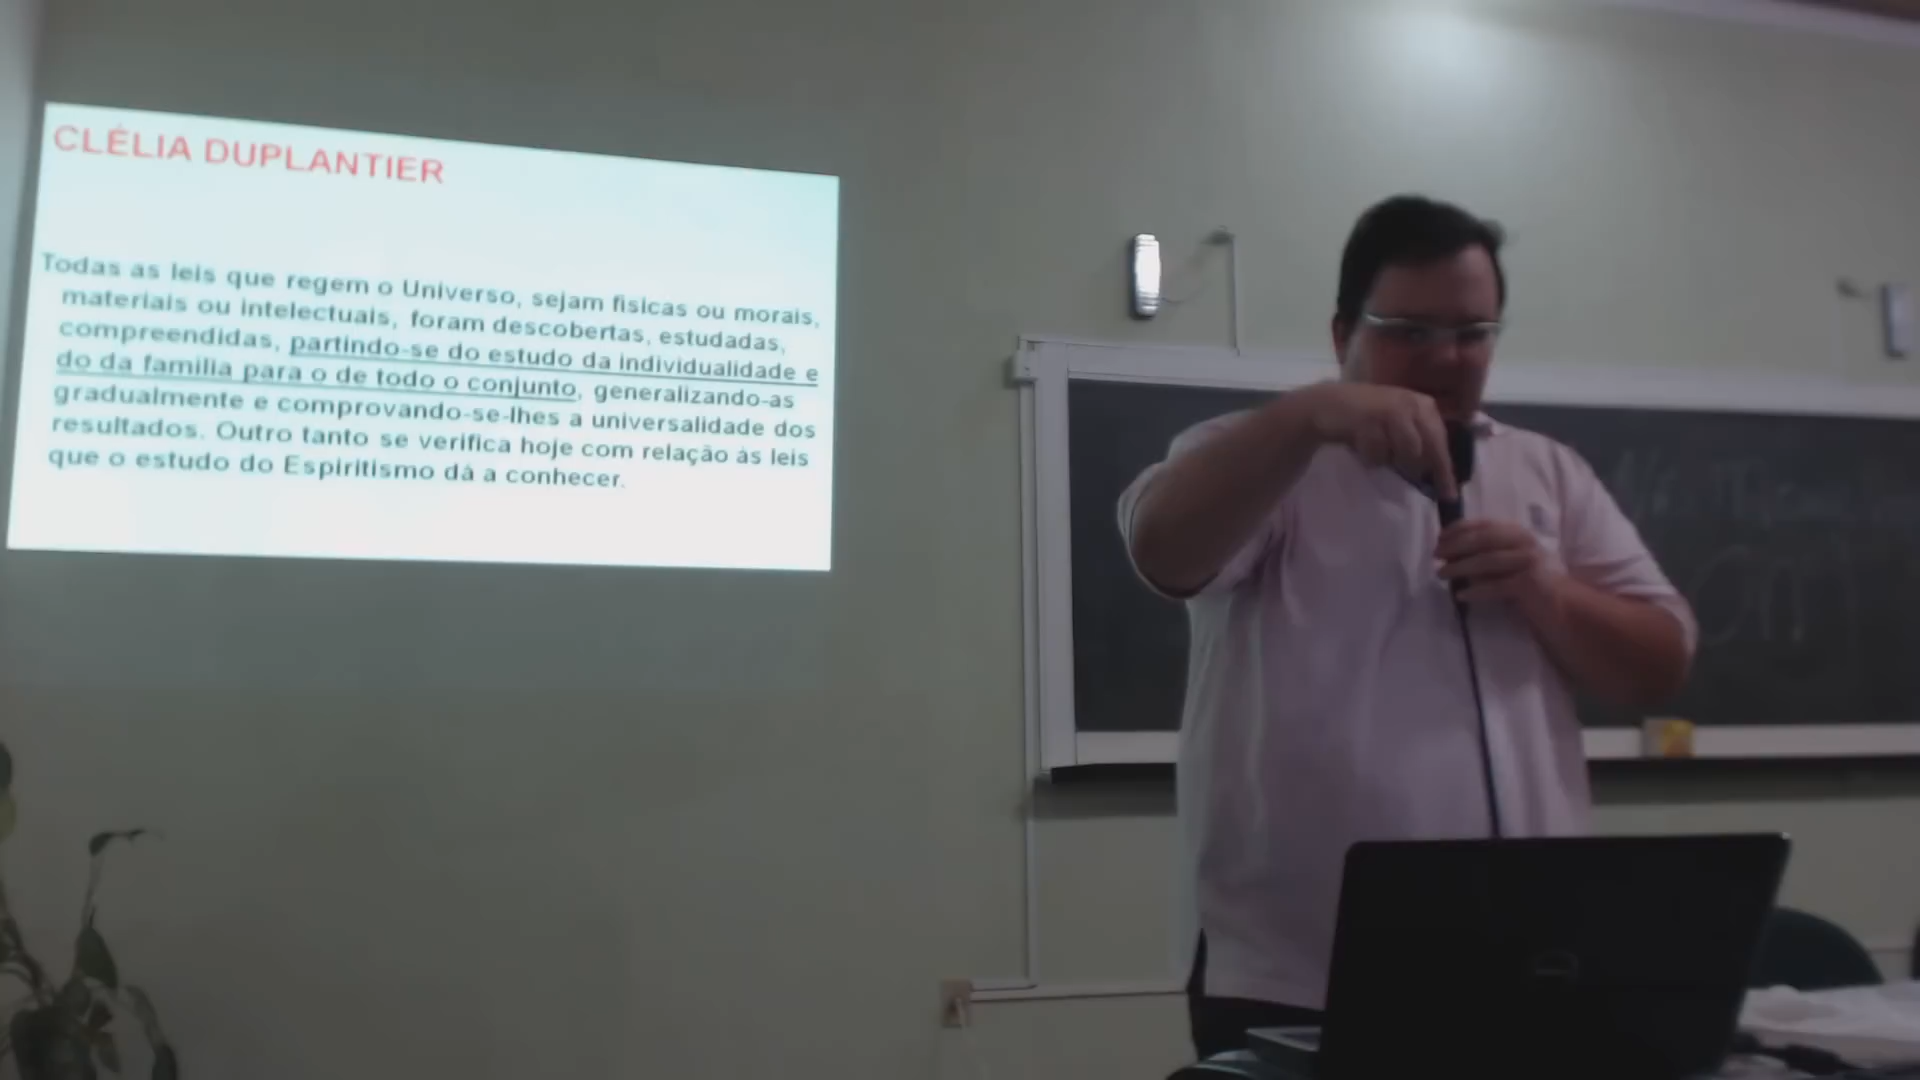 CLÉLIA DUPLANTIER
Todas as leis que regem o Universo, sejam físicas ou morais,
materiais ou intelectuais, foram descobertas, estudadas,
compreendidas, partindo-se do estudo da individualidade e
do da família para o de todo o conjunto, generalizando-as
gradualmente e comprovando-se-lhes a universalidade dos
resultados. Outro tanto se verifica hoje com relação às leis
que o estudo do Espiritismo dá a conhecer.